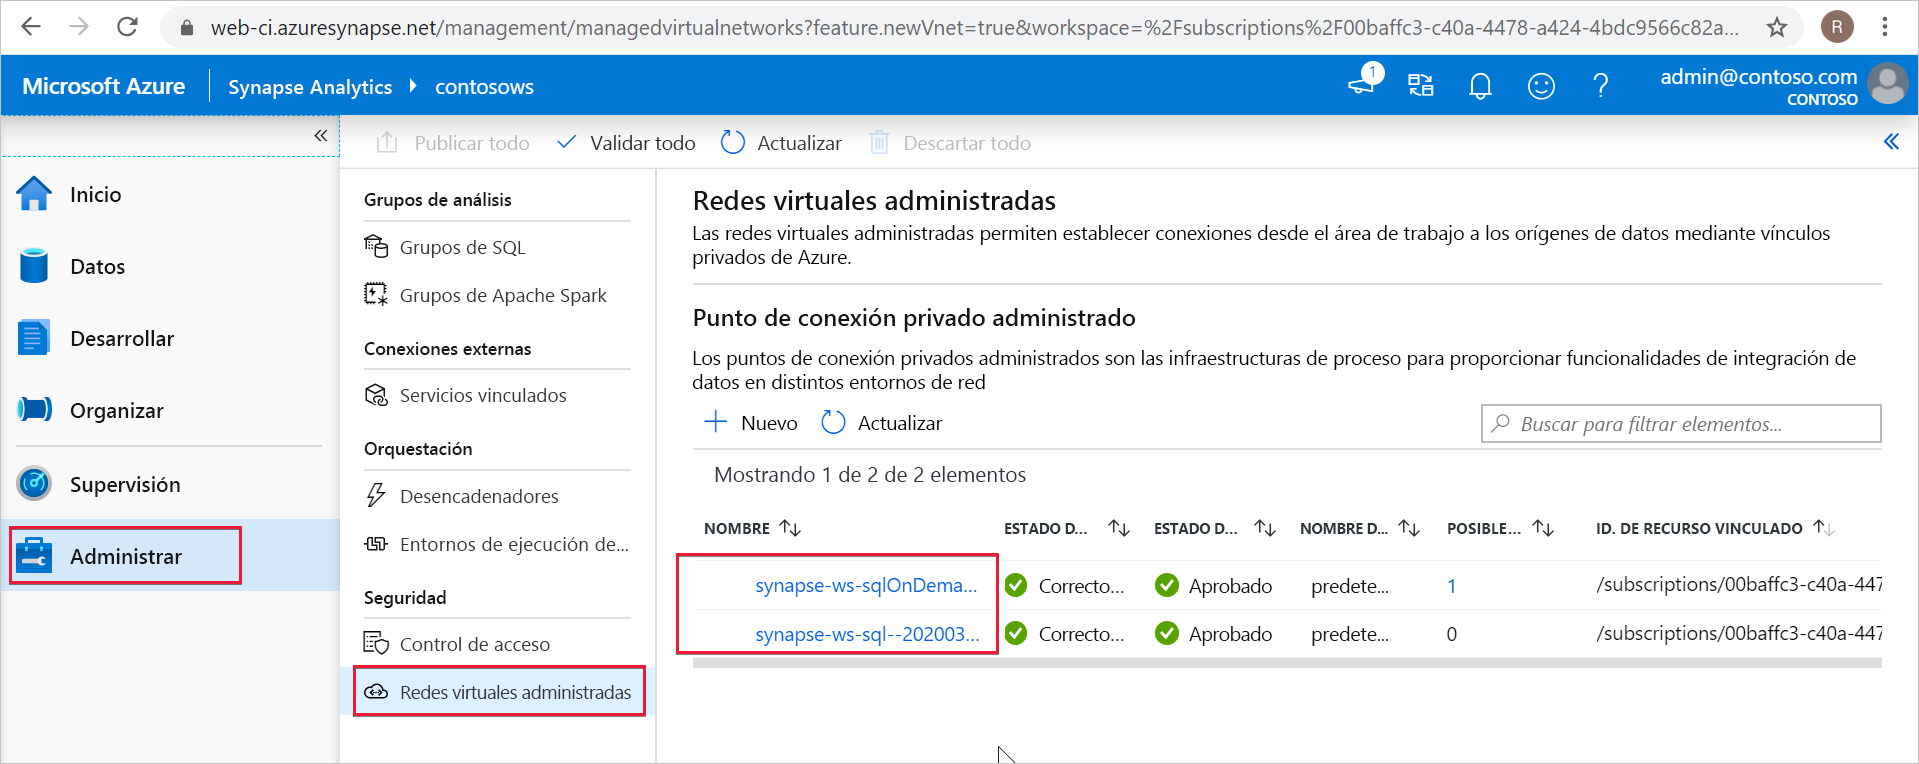 web-ci.azuresynapse.net/management/managedvirtualnetworks?feature.newVnet=true&workspace=%2Fsubscriptions%2F00baffc3-c40a-4478-a424-4bdc9566c82a...
R
Microsoft Azure
Synapse Analytics
contosows
1
admin@contoso.com
CONTOSO
Publicar todo
Validar todo
Actualizar
Descartar todo
Inicio
Datos
Desarrollar
Organizar
Supervisión
Administrar
Grupos de análisis
Grupos de SQL
Grupos de Apache Spark
Conexiones externas
Servicios vinculados
Orquestación
Desencadenadores
Entornos de ejecución de...
Seguridad
Control de acceso
Redes virtuales administradas
Redes virtuales administradas
Las redes virtuales administradas permiten establecer conexiones desde el área de trabajo a los orígenes de datos mediante vínculos
privados de Azure.
Punto de conexión privado administrado
Los puntos de conexión privados administrados son las infraestructuras de proceso para proporcionar funcionalidades de integración de
datos en distintos entornos de red
Nuevo
Actualizar
Buscar para filtrar elementos...
Mostrando 1 de 2 de 2 elementos
NOMBRE ESTADO D... ESTADO D... NOMBRE D... POSIBLE... ID. DE RECURSO VINCULADO
synapse-ws-sqlOnDema... Correcto... Aprobado predete... 1 /subscriptions/00baffc3-c40a-447
synapse-ws-sql--202003... Correcto... Aprobado predete... 0 /subscriptions/00baffc3-c40a-447